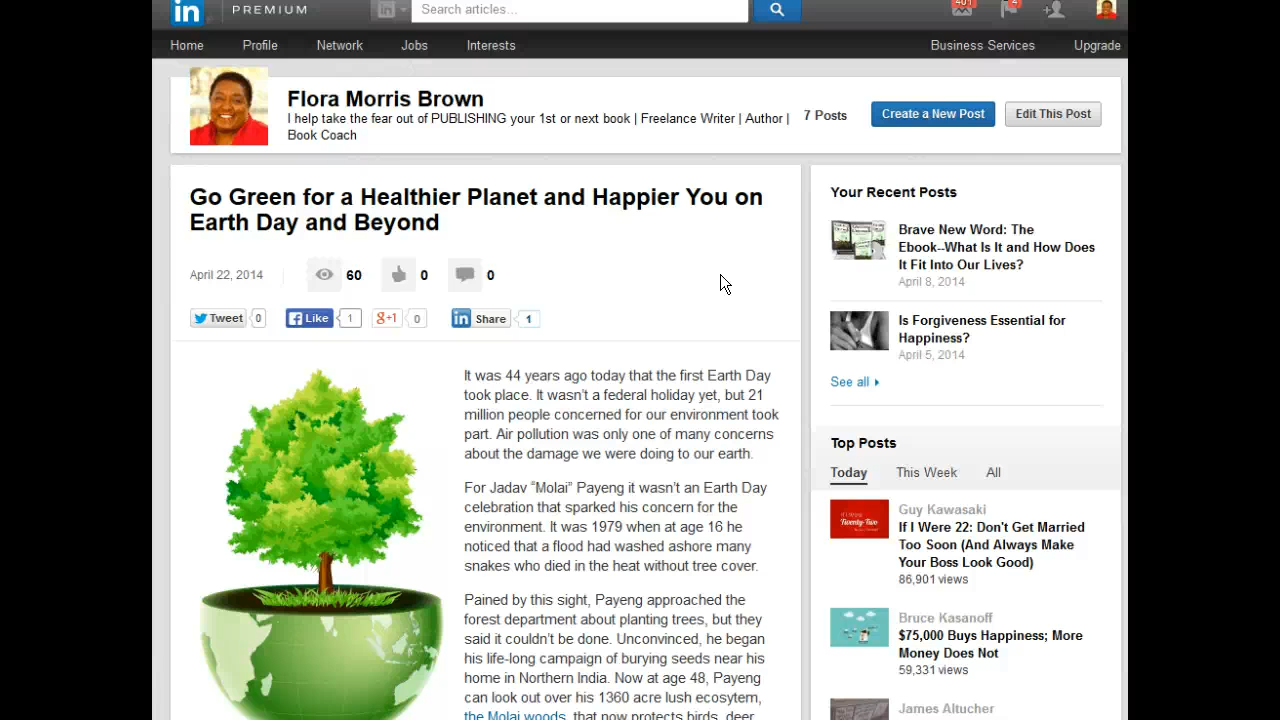 in PREMIUM
in Search articles...
401 4
Home Profile Network Jobs Interests Business Services Upgrade
Flora Morris Brown
I help take the fear out of PUBLISHING your 1st or next book | Freelance Writer | Author |
Book Coach
7 Posts
Create a New Post
Edit This Post
Go Green for a Healthier Planet and Happier You on
Earth Day and Beyond
April 22, 2014 60 0 0
Tweet 0 Like 1 g+1 0 in Share 1
It was 44 years ago today that the first Earth Day
took place. It wasn’t a federal holiday yet, but 21
million people concerned for our environment took
part. Air pollution was only one of many concerns
about the damage we were doing to our earth.
For Jadav “Molai” Payeng it wasn’t an Earth Day
celebration that sparked his concern for the
environment. It was 1979 when at age 16 he
noticed that a flood had washed ashore many
snakes who died in the heat without tree cover.
Pained by this sight, Payeng approached the
forest department about planting trees, but they
said it couldn’t be done. Unconvinced, he began
his life-long campaign of burying seeds near his
home in Northern India. Now at age 48, Payeng
can look out over his 1360 acre lush ecosytem,
the Molai woods, that now protects birds, deer
Your Recent Posts
Brave New Word: The
Ebook--What Is It and How Does
It Fit Into Our Lives?
April 8, 2014
Is Forgiveness Essential for
Happiness?
April 5, 2014
See all
Top Posts
Today This Week All
Twenty-Two
Guy Kawasaki
If I Were 22: Don't Get Married
Too Soon (And Always Make
Your Boss Look Good)
86,901 views
Bruce Kasanoff
$75,000 Buys Happiness; More
Money Does Not
59,331 views
James Altucher